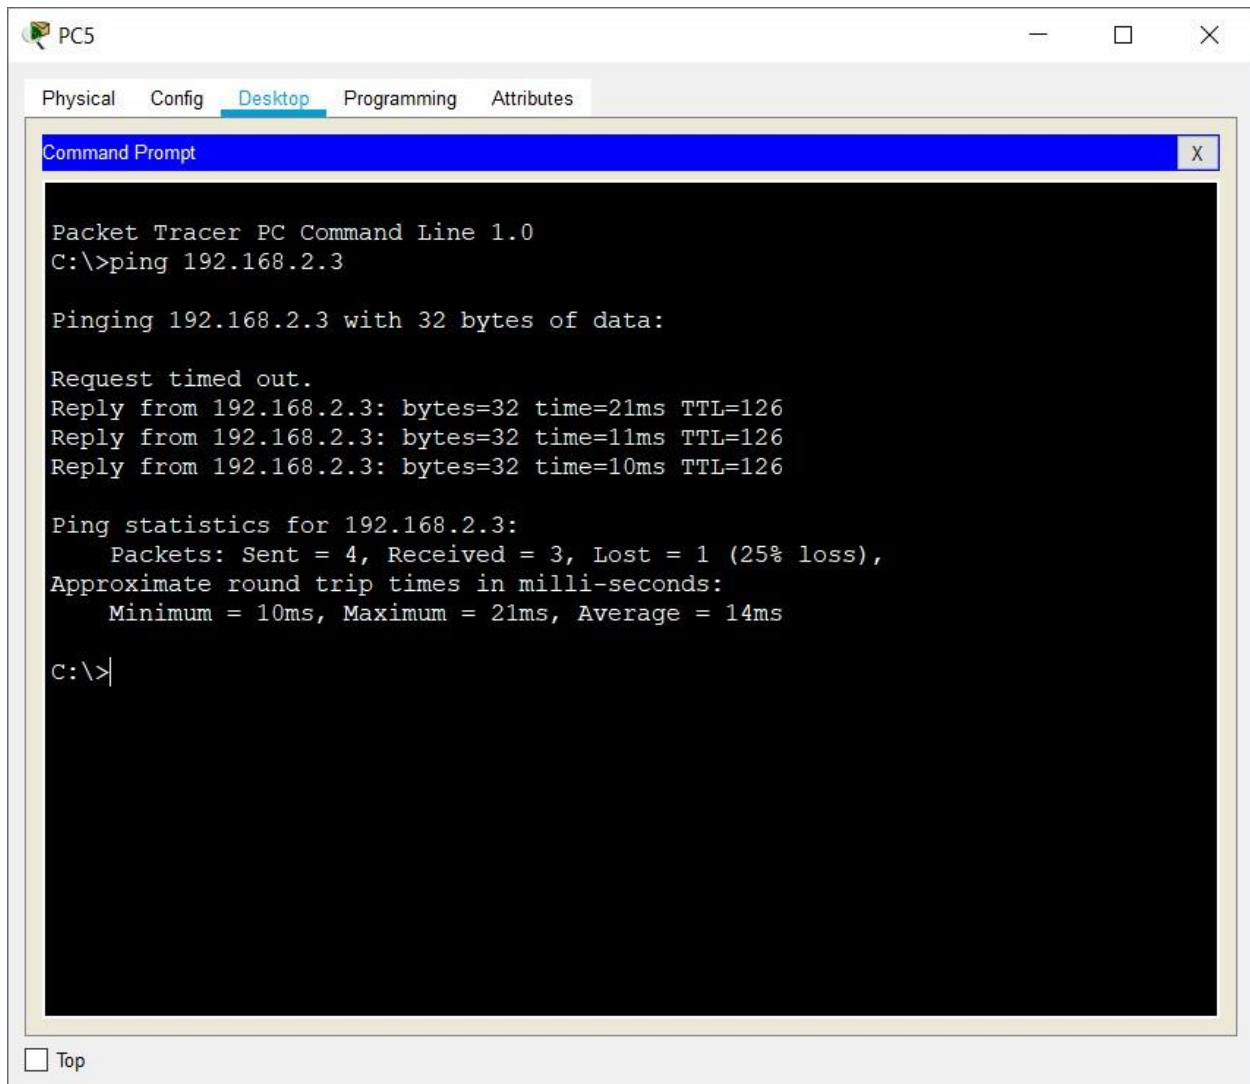 PC5
Physical Config Desktop Programming Attributes
Command Prompt X
Packet Tracer PC Command Line 1.0
C:\>ping 192.168.2.3
Pinging 192.168.2.3 with 32 bytes of data:
Request timed out.
Reply from 192.168.2.3: bytes=32 time=21ms TTL=126
Reply from 192.168.2.3: bytes=32 time=11ms TTL=126
Reply from 192.168.2.3: bytes=32 time=10ms TTL=126
Ping statistics for 192.168.2.3:
Packets: Sent = 4, Received = 3, Lost = 1 (25% loss),
Approximate round trip times in milli-seconds:
Minimum = 10ms, Maximum = 21ms, Average = 14ms
C:\>
Top